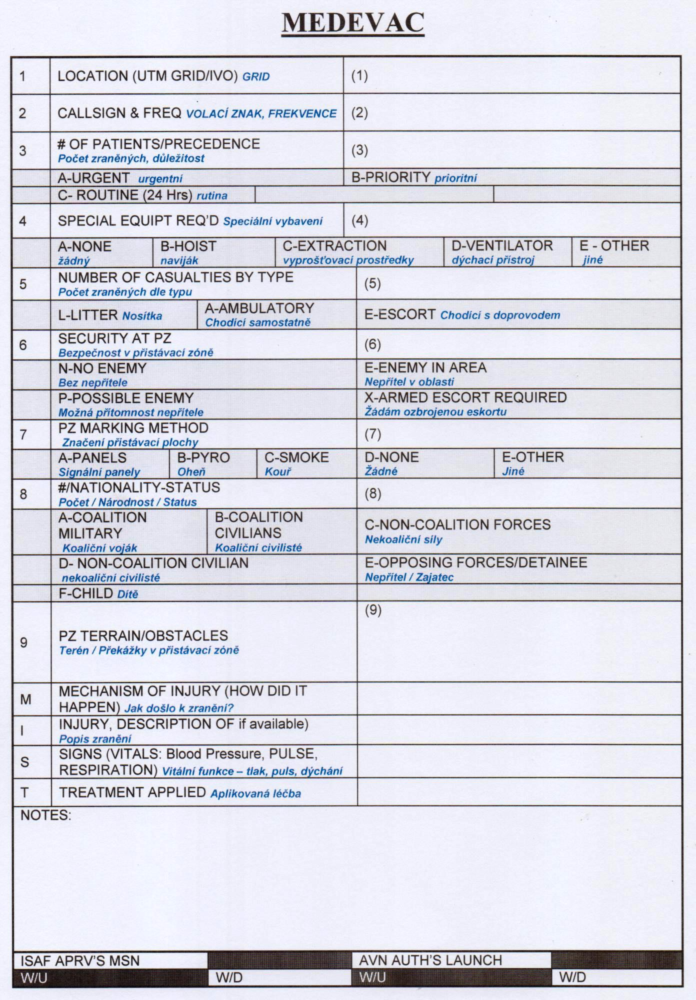 MEDEVAC
1 LOCATION (UTM GRID/IVO) GRID (1)
2 CALLSIGN & FREQ VOLACÍ ZNAK, FREKVENCE (2)
3 # OF PATIENTS/PRECEDENCE (3)
Počet zraněných, důležitost
A-URGENT urgentní B-PRIORITY prioritní
C- ROUTINE (24 Hrs) rutina
4 SPECIAL EQUIPT REQ'D Speciální vybavení (4)
A-NONE B-HOIST C-EXTRACTION D-VENTILATOR E - OTHER
žádný naviják vyprošťovací prostředky dýchací přístroj jiné
5 NUMBER OF CASUALTIES BY TYPE (5)
Počet zraněných dle typu
L-LITTER Nosítka A-AMBULATORY E-ESCORT Chodící s doprovodem
Chodící samostatně
6 SECURITY AT PZ (6)
Bezpečnost v přistávací zóně
N-NO ENEMY E-ENEMY IN AREA
Bez nepřítele Nepřítel v oblasti
P-POSSIBLE ENEMY X-ARMED ESCORT REQUIRED
Možná přítomnost nepřítele Žádám ozbrojenou eskortu
7 PZ MARKING METHOD (7)
Značení přistávací plochy
A-PANELS B-PYRO C-SMOKE D-NONE E-OTHER
Signální panely Oheň Kouř Žádné Jiné
8 #/NATIONALITY-STATUS (8)
Počet / Národnost / Status
A-COALITION B-COALITION C-NON-COALITION FORCES
MILITARY CIVILIANS Nekoaliční síly
Koaliční voják Koaliční civilisté
D- NON-COALITION CIVILIAN E-OPPOSING FORCES/DETAINEE
nekoaliční civilisté Nepřítel / Zajatec
F-CHILD Dítě
9 PZ TERRAIN/OBSTACLES (9)
Terén / Překážky v přistávací zóně
M MECHANISM OF INJURY (HOW DID IT
HAPPEN) Jak došlo k zranění?
I INJURY, DESCRIPTION OF if available)
Popis zranění
S SIGNS (VITALS: Blood Pressure, PULSE,
RESPIRATION) Vitální funkce – tlak, puls, dýchání
T TREATMENT APPLIED Aplikovaná léčba
NOTES:
ISAF APRV'S MSN AVN AUTH'S LAUNCH
W/U W/D W/U W/D